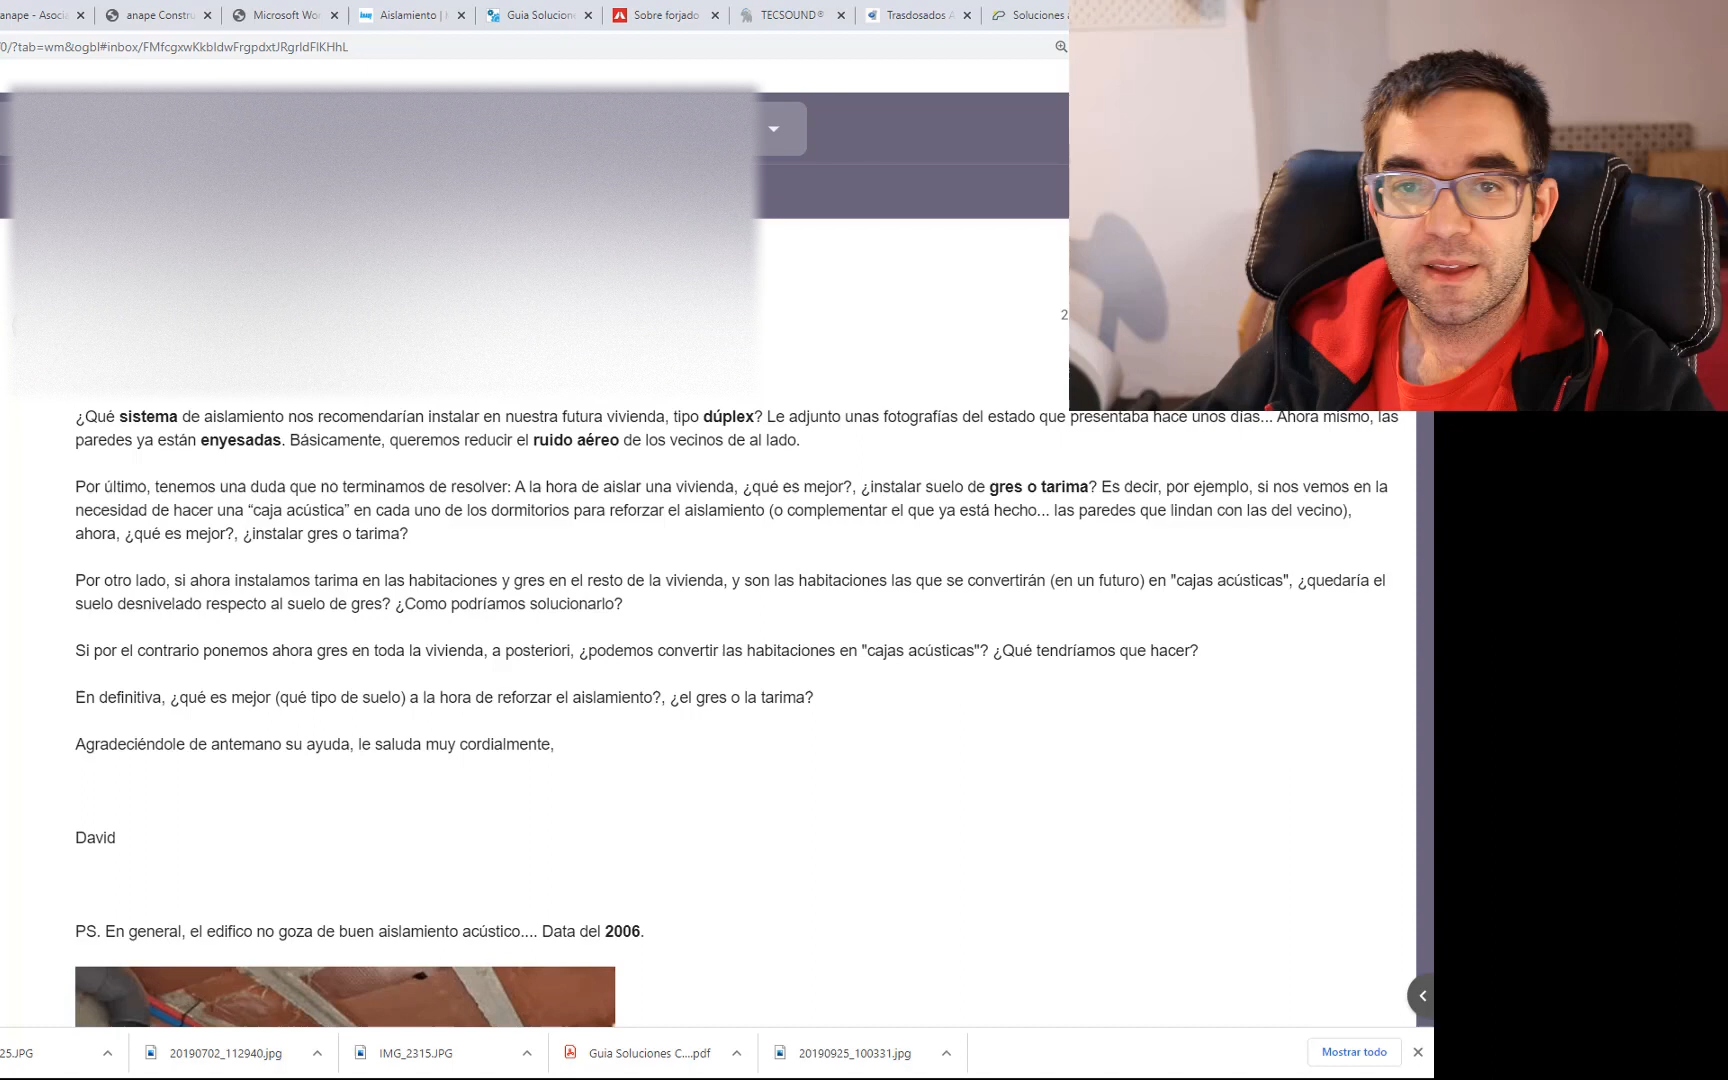 anape - Asocia
anape Constru
Microsoft Wo
Aislamiento |
Guia Solucione
Sobre forjado
TECSOUND®
Trasdosados A
Soluciones a
0/?tab=wm&ogbl#inbox/FMfcgxwKkbldwFrgpdxtJRgrldFlKHhL
2
¿Qué sistema de aislamiento nos recomendarían instalar en nuestra futura vivienda, tipo dúplex? Le adjunto unas fotografías del estado que presentaba hace unos días... Ahora mismo, las
paredes ya están enyesadas. Básicamente, queremos reducir el ruido aéreo de los vecinos de al lado.
Por último, tenemos una duda que no terminamos de resolver: A la hora de aislar una vivienda, ¿qué es mejor?, ¿instalar suelo de gres o tarima? Es decir, por ejemplo, si nos vemos en la
necesidad de hacer una “caja acústica” en cada uno de los dormitorios para reforzar el aislamiento (o complementar el que ya está hecho... las paredes que lindan con las del vecino),
ahora, ¿qué es mejor?, ¿instalar gres o tarima?
Por otro lado, si ahora instalamos tarima en las habitaciones y gres en el resto de la vivienda, y son las habitaciones las que se convertirán (en un futuro) en "cajas acústicas", ¿quedaría el
suelo desnivelado respecto al suelo de gres? ¿Como podríamos solucionarlo?
Si por el contrario ponemos ahora gres en toda la vivienda, a posteriori, ¿podemos convertir las habitaciones en "cajas acústicas"? ¿Qué tendríamos que hacer?
En definitiva, ¿qué es mejor (qué tipo de suelo) a la hora de reforzar el aislamiento?, ¿el gres o la tarima?
Agradeciéndole de antemano su ayuda, le saluda muy cordialmente,
David
PS. En general, el edifico no goza de buen aislamiento acústico.... Data del 2006.
25.JPG
20190702_112940.jpg
IMG_2315.JPG
Guia Soluciones C....pdf
20190925_100331.jpg
Mostrar todo